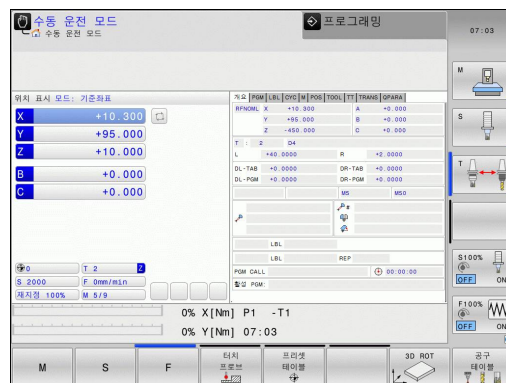 수동 운전 모드
수동 운전 모드
프로그래밍
07:03
위치 표시 모드: 기준좌표
X +10.300
Y +95.000
Z +10.000
B +0.000
C +0.000
0 T 2 Z
S 2000 F 0mm/min
재지정 100% M 5/9
개요 PGM LBL CYC M POS TOOL TT TRANS QPARA
RFNOML X +10.300 A +0.000
Y +95.000 B +0.000
Z -450.000 C +0.000
T : 2 D4
L +40.0000 R +2.0000
DL-TAB +0.0000 DR-TAB +0.0000
DL-PGM +0.0000 DR-PGM +0.0000
M5 M50
P#
LBL
LBL REP
PGM CALL 00:00:00
활성 PGM:
0% X[Nm] P1 -T1
0% Y[Nm] 07:03
M
S
T
S100%
OFF ON
F100%
OFF ON
M
S
F
터치
프로브
프리셋
테이블
3D ROT
공구
테이블